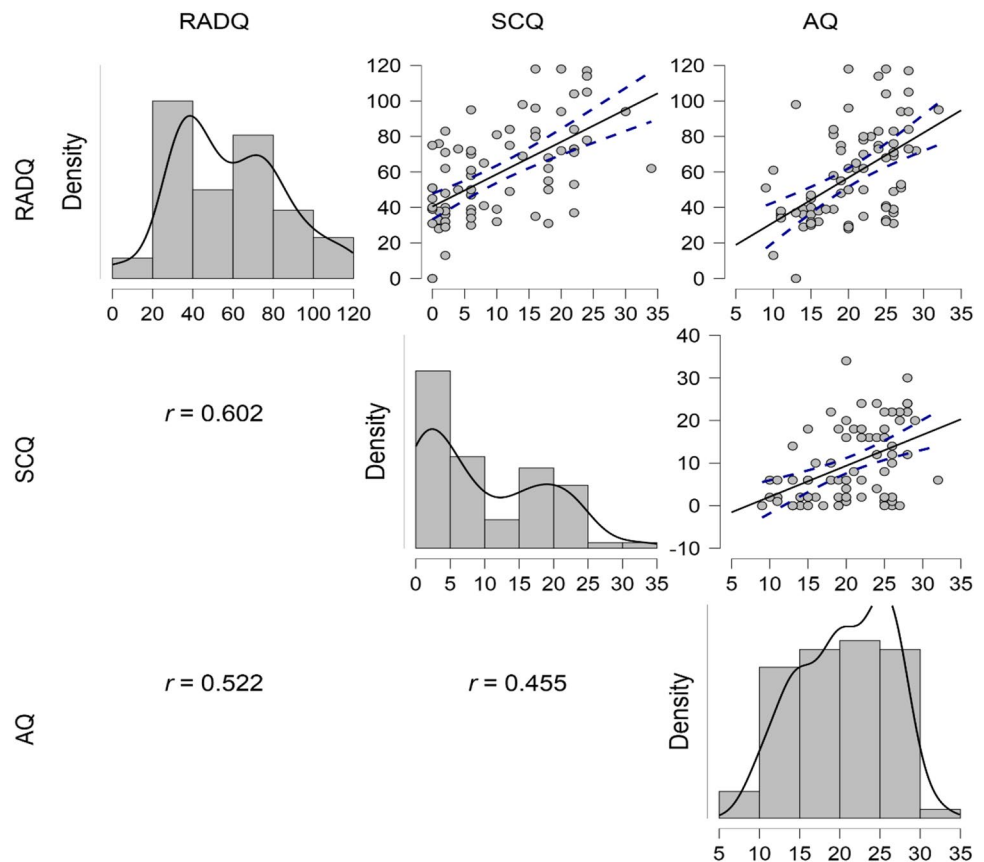 RADQ SCQ AQ
RADQ
Density
0 20 40 60 80 100 120
120
100
80
60
40
20
0
0 5 10 15 20 25 30 35
120
100
80
60
40
20
0
5 10 15 20 25 30 35
SCQ
r = 0.602
Density
0 5 10 15 20 25 30 35
40
30
20
10
0
-10
5 10 15 20 25 30 35
AQ
r = 0.522
r = 0.455
Density
5 10 15 20 25 30 35